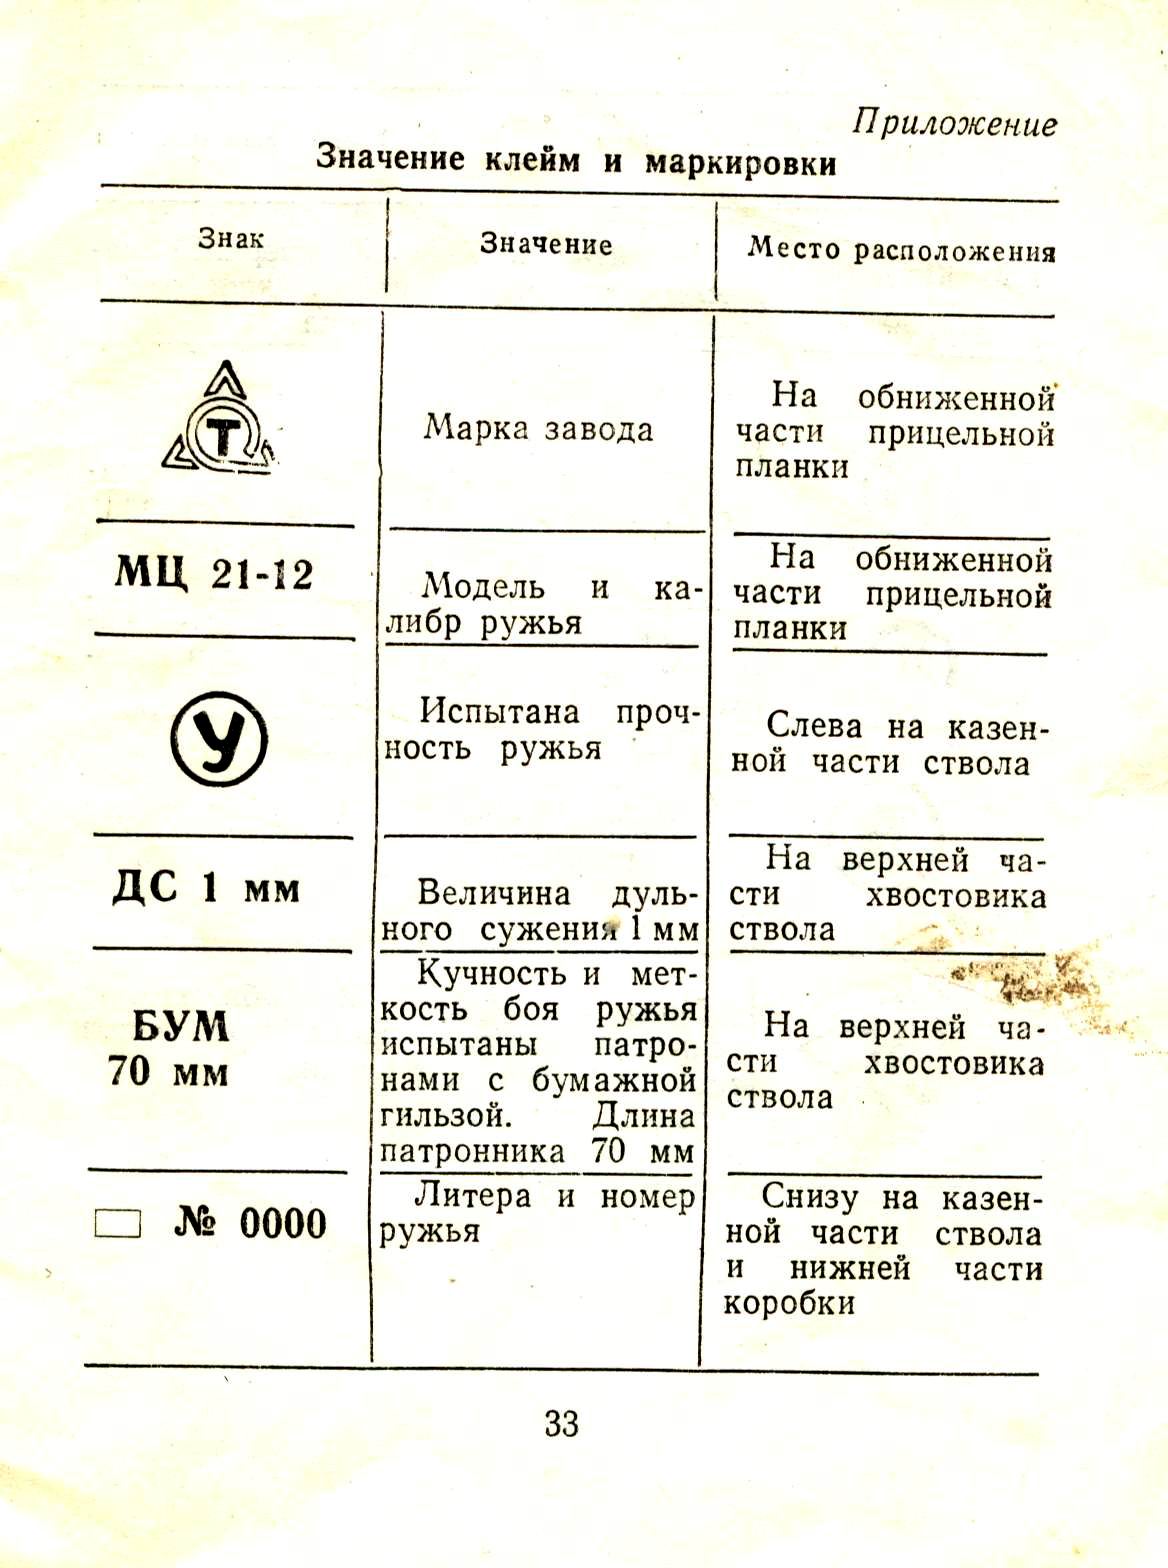 Приложение
Значение клейм и маркировки
Знак
Значение
Место расположения
Т
Марка завода
На обниженной
части прицельной
планки
МЦ 21-12
Модель и ка-
либр ружья
На обниженной
части прицельной
планки
У
Испытана проч-
ность ружья
Слева на казен-
ной части ствола
ДС 1 мм
Величина дуль-
ного сужения 1 мм
На верхней ча-
сти хвостовика
ствола
БУМ
70 мм
Кучность и мет-
кость боя ружья
испытаны патро-
нами с бумажной
гильзой. Длина
патронника 70 мм
На верхней ча-
сти хвостовика
ствола
№ 0000
Литера и номер
ружья
Снизу на казен-
ной части ствола
и нижней части
коробки
33